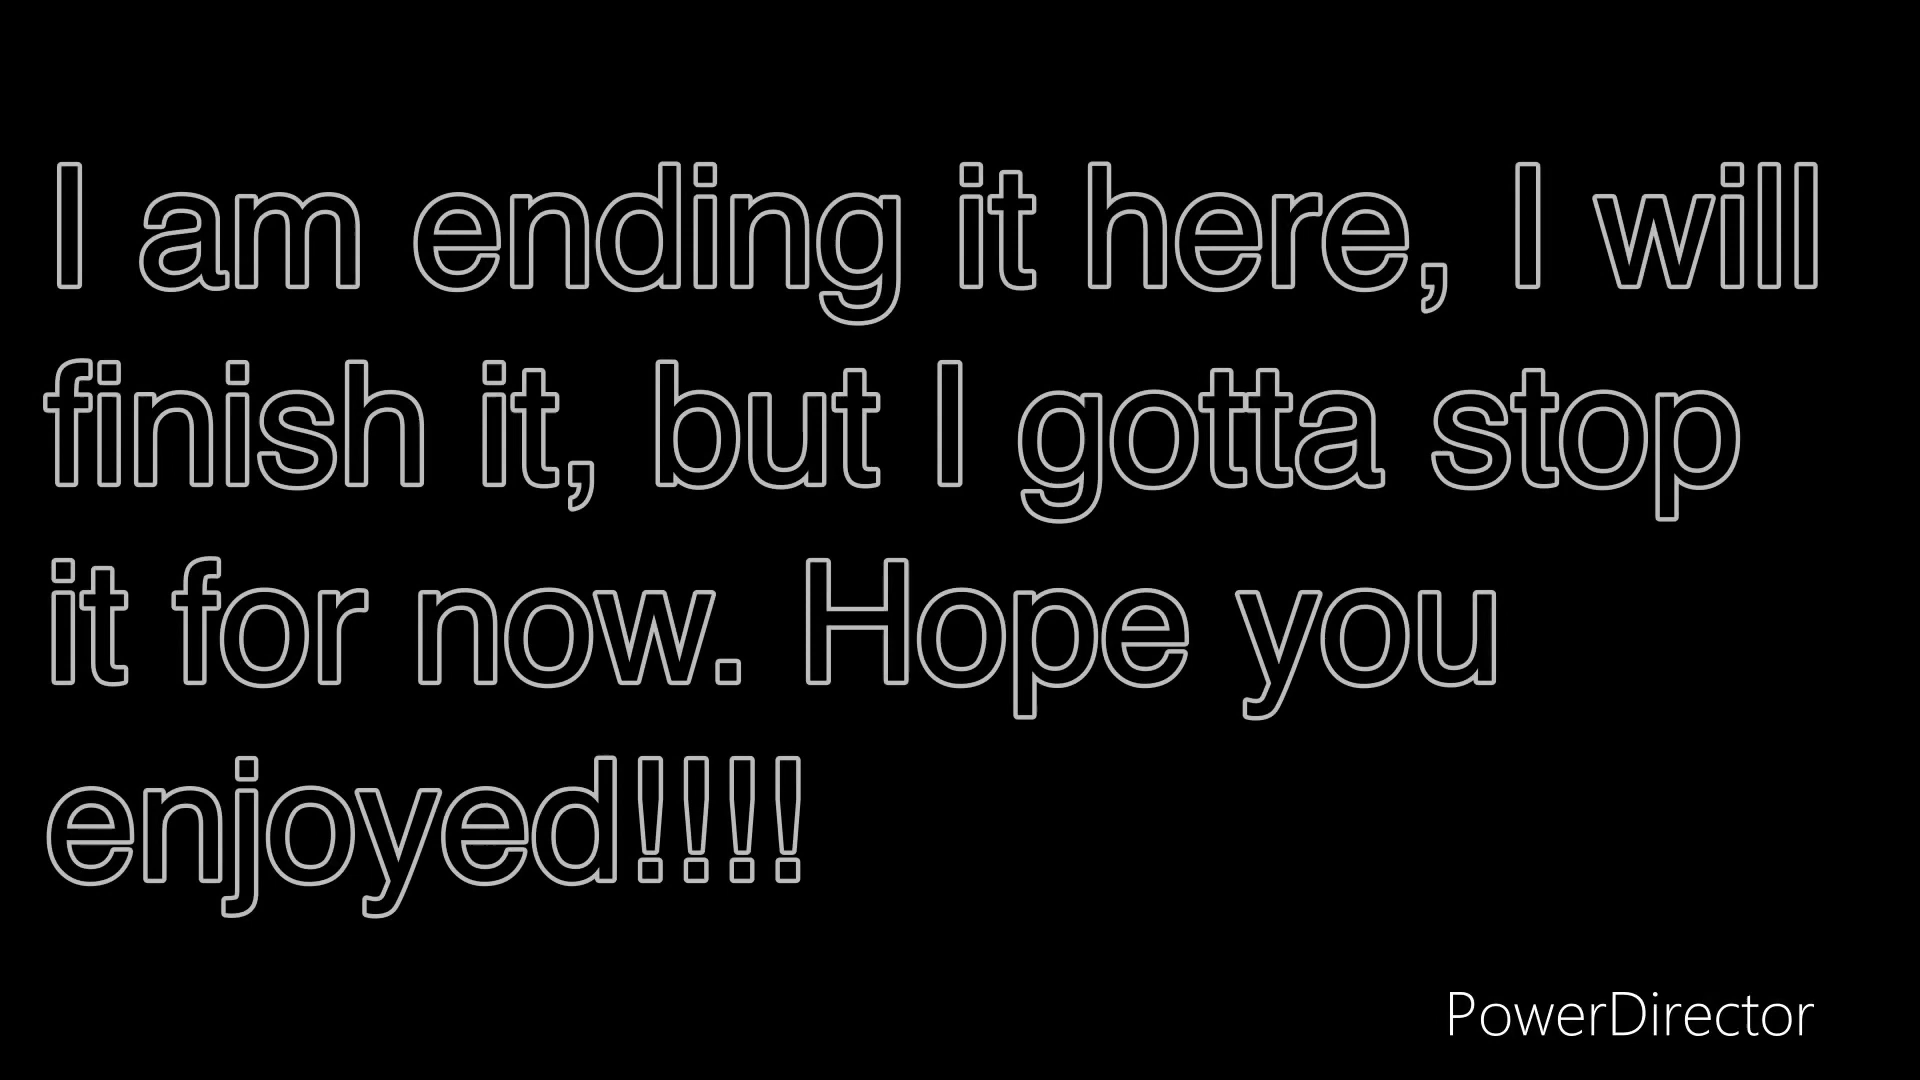 I am ending it here, I will
finish it, but I gotta stop
it for now. Hope you
enjoyed!!!!
PowerDirector